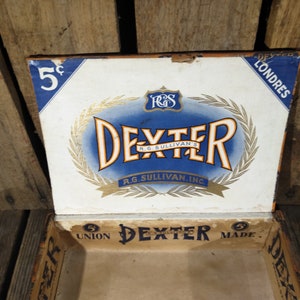 5¢
LONDRES
RGS
DEXTER
R.G. SULLIVAN'S
R.G. SULLIVAN, INC.
UNION DEXTER MADE